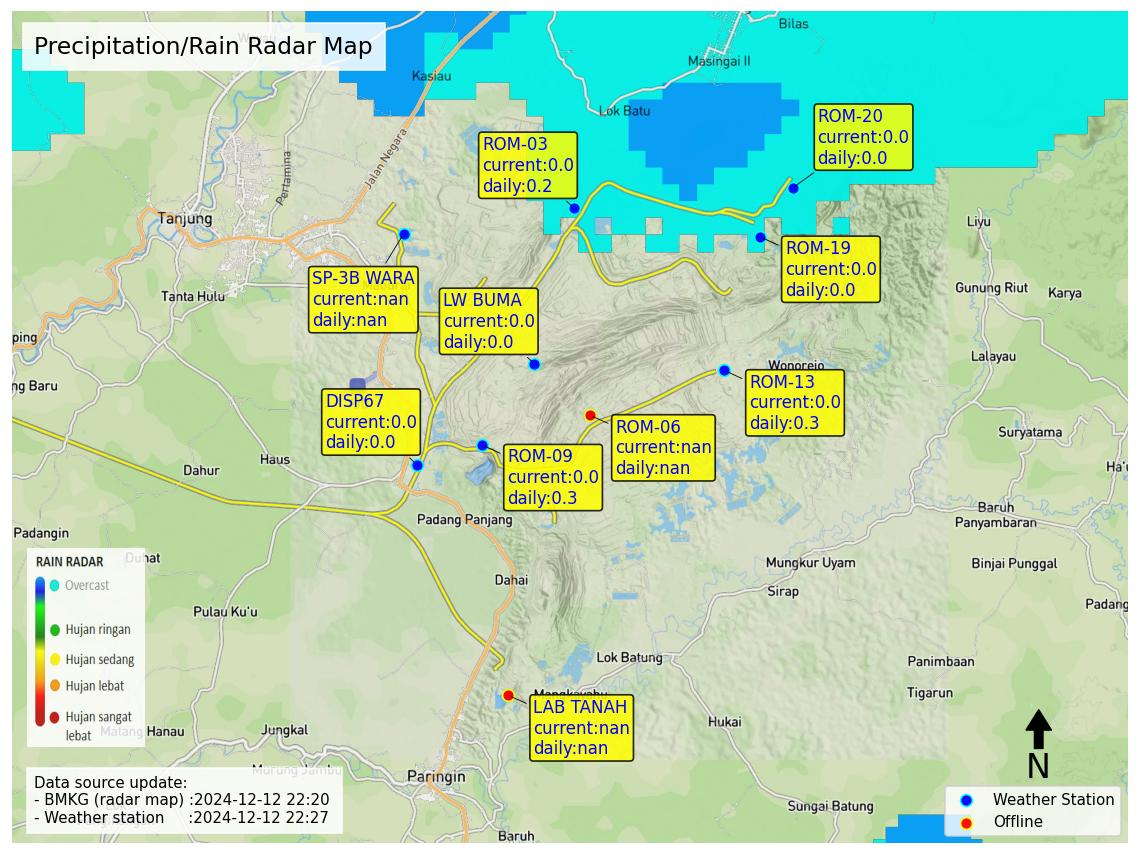 Precipitation/Rain Radar Map
Bilas
Masingai II
Kasiau
Lok Batu
Jalan Negara
Pertamina
Tanjung
Tanta Hulu
ROM-03
current:0.0
daily:0.2
ROM-20
current:0.0
daily:0.0
ROM-19
current:0.0
daily:0.0
Liyu
Gunung Riut
Karya
Lalayau
SP-3B WARA
current:nan
daily:nan
LW BUMA
current:0.0
daily:0.0
ping
ng Baru
Wonorejo
ROM-13
current:0.0
daily:0.3
DISP67
current:0.0
daily:0.0
ROM-06
current:nan
daily:nan
ROM-09
current:0.0
daily:0.3
Suryatama
Ha'u
Haus
Dahur
Padang Panjang
Baruh
Panyambaran
Padangin
Duhat
Mungkur Uyam
Binjai Punggal
Dahai
Sirap
Padang
Pulau Ku'u
RAIN RADAR
Overcast
Hujan ringan
Hujan sedang
Hujan lebat
Hujan sangat
lebat
Lok Batung
Panimbaan
Tigarun
LAB TANAH
current:nan
daily:nan
Hukai
Matang Hanau
Jungkal
Murung Jambu
Paringin
Sungai Batung
Baruh
Data source update:
- BMKG (radar map) :2024-12-12 22:20
- Weather station :2024-12-12 22:27
N
Weather Station
Offline